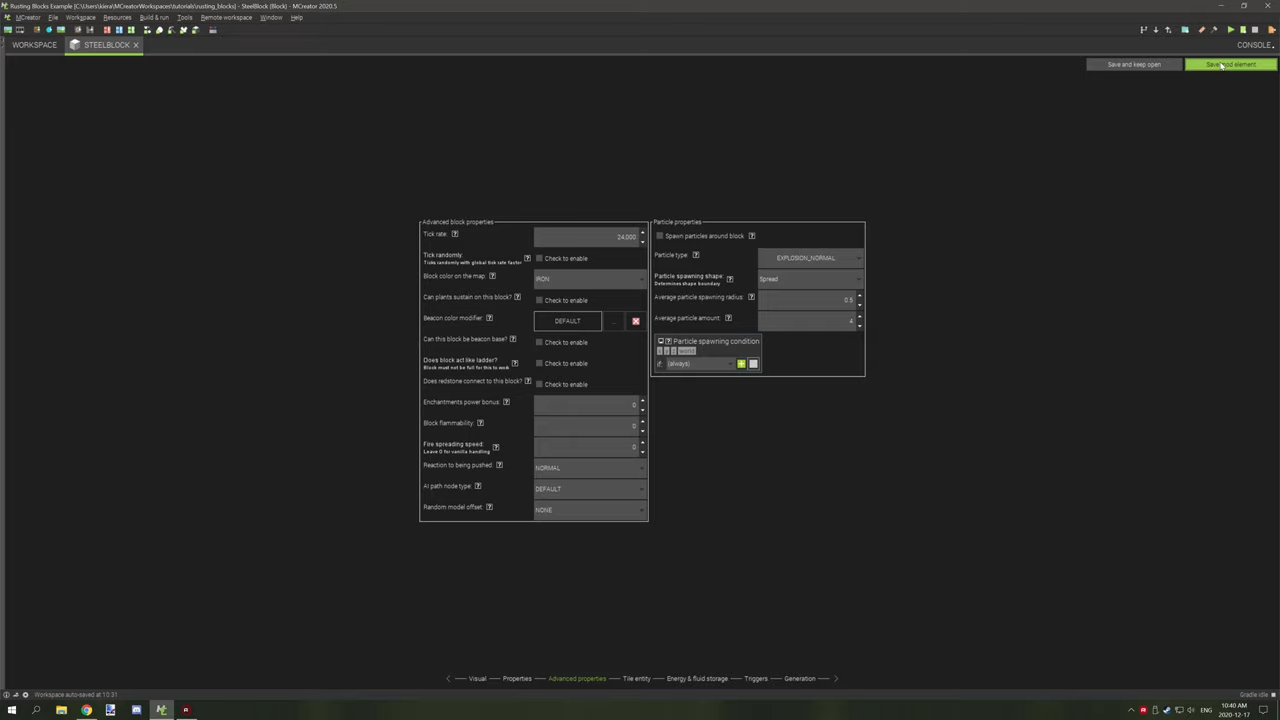 Rusting Blocks Example [C:\Users\kiera\MCreatorWorkspaces\tutorials\rusting_blocks] - SteelBlock (Block) - MCreator 2020.5
MCreator File Workspace Resources Build & run Tools Remote workspace Window Help
WORKSPACE STEELBLOCK CONSOLE
Save and keep open Save mod element
Advanced block properties
Tick rate: 24,000
Tick randomly:
Ticks randomly with global tick rate factor
Check to enable
Block color on the map: IRON
Can plants sustain on this block? Check to enable
Beacon color modifier: DEFAULT ...
Can this block be beacon base? Check to enable
Does block act like ladder?
Block must not be full for this to work
Check to enable
Does redstone connect to this block? Check to enable
Enchantments power bonus: 0
Block flammability: 0
Fire spreading speed:
Leave 0 for vanilla handling
0
Reaction to being pushed: NORMAL
AI path node type: DEFAULT
Random model offset: NONE
Particle properties
Spawn particles around block
Particle type: EXPLOSION_NORMAL
Particle spawning shape:
Determines shape boundary
Spread
Average particle spawning radius: 0.5
Average particle amount: 4
Particle spawning condition
x y z world
if: (always)
Visual Properties Advanced properties Tile entity Energy & fluid storage Triggers Generation
Workspace auto-saved at 10:31 Gradle idle
ENG
10:40 AM
2020-12-17